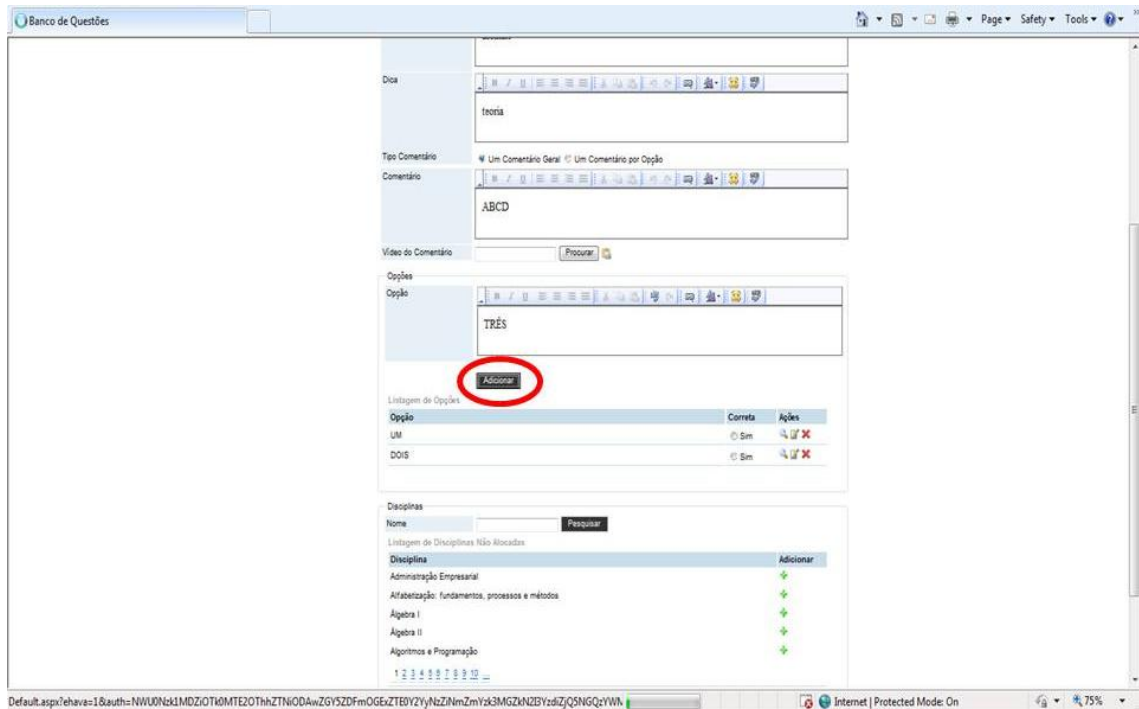 Banco de Questões
Page Safety Tools
Dica
teoria
Tipo Comentário Um Comentário Geral Um Comentário por Opção
Comentário
ABCD
Vídeo do Comentário Procurar
Opções
Opção
TRÊS
Adicionar
Listagem de Opções
Opção Correta Ações
UM Sim
DOIS Sim
Disciplinas
Nome Pesquisar
Listagem de Disciplinas Não Alocadas
Disciplina Adicionar
Administração Empresarial
Alfabetização: fundamentos, processos e métodos
Álgebra I
Álgebra II
Algoritmos e Programação
1 2 3 4 5 6 7 8 9 10 ...
Internet | Protected Mode: On 75%